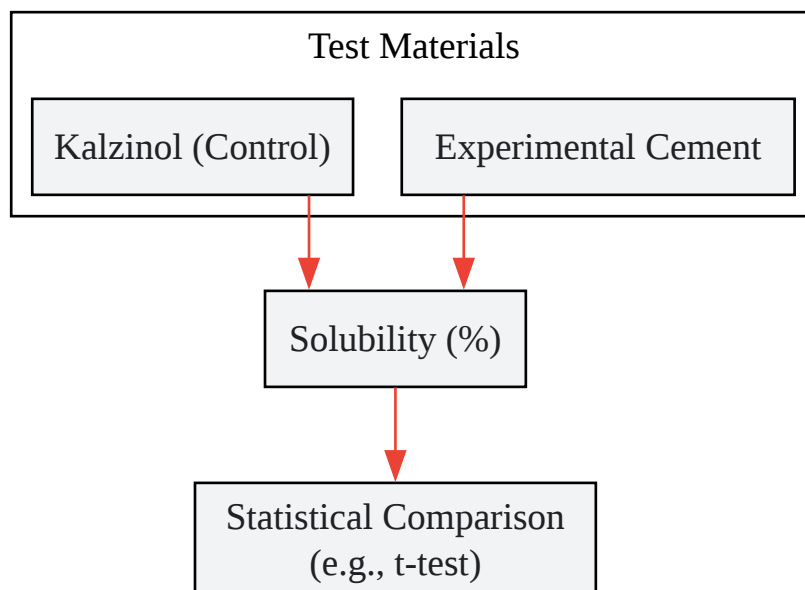 Test Materials
Kalzinol (Control)
Experimental Cement
Solubility (%)
Statistical Comparison
(e.g., t-test)